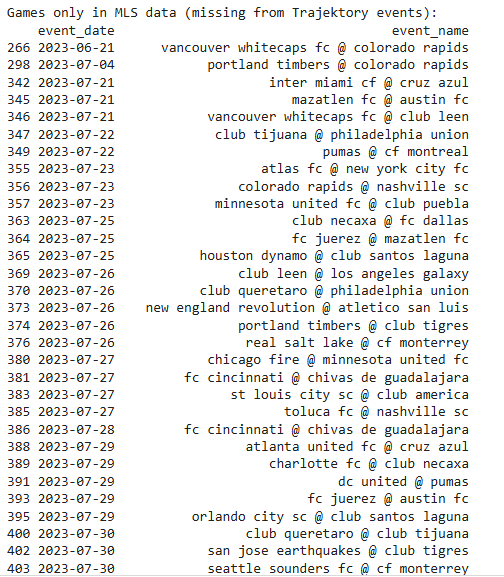 Games only in MLS data (missing from Trajektory events):
event_date event_name
266 2023-06-21 vancouver whitecaps fc @ colorado rapids
298 2023-07-04 portland timbers @ colorado rapids
342 2023-07-21 inter miami cf @ cruz azul
345 2023-07-21 mazatlen fc @ austin fc
346 2023-07-21 vancouver whitecaps fc @ club leen
347 2023-07-22 club tijuana @ philadelphia union
349 2023-07-22 pumas @ cf montreal
355 2023-07-23 atlas fc @ new york city fc
356 2023-07-23 colorado rapids @ nashville sc
357 2023-07-23 minnesota united fc @ club puebla
363 2023-07-25 club necaxa @ fc dallas
364 2023-07-25 fc juerez @ mazatlen fc
365 2023-07-25 houston dynamo @ club santos laguna
369 2023-07-26 club leen @ los angeles galaxy
370 2023-07-26 club queretaro @ philadelphia union
373 2023-07-26 new england revolution @ atletico san luis
374 2023-07-26 portland timbers @ club tigres
376 2023-07-26 real salt lake @ cf monterrey
380 2023-07-27 chicago fire @ minnesota united fc
381 2023-07-27 fc cincinnati @ chivas de guadalajara
383 2023-07-27 st louis city sc @ club america
385 2023-07-27 toluca fc @ nashville sc
386 2023-07-28 fc cincinnati @ chivas de guadalajara
388 2023-07-29 atlanta united fc @ cruz azul
389 2023-07-29 charlotte fc @ club necaxa
391 2023-07-29 dc united @ pumas
393 2023-07-29 fc juerez @ austin fc
395 2023-07-29 orlando city sc @ club santos laguna
400 2023-07-30 club queretaro @ club tijuana
402 2023-07-30 san jose earthquakes @ club tigres
403 2023-07-30 seattle sounders fc @ cf monterrey